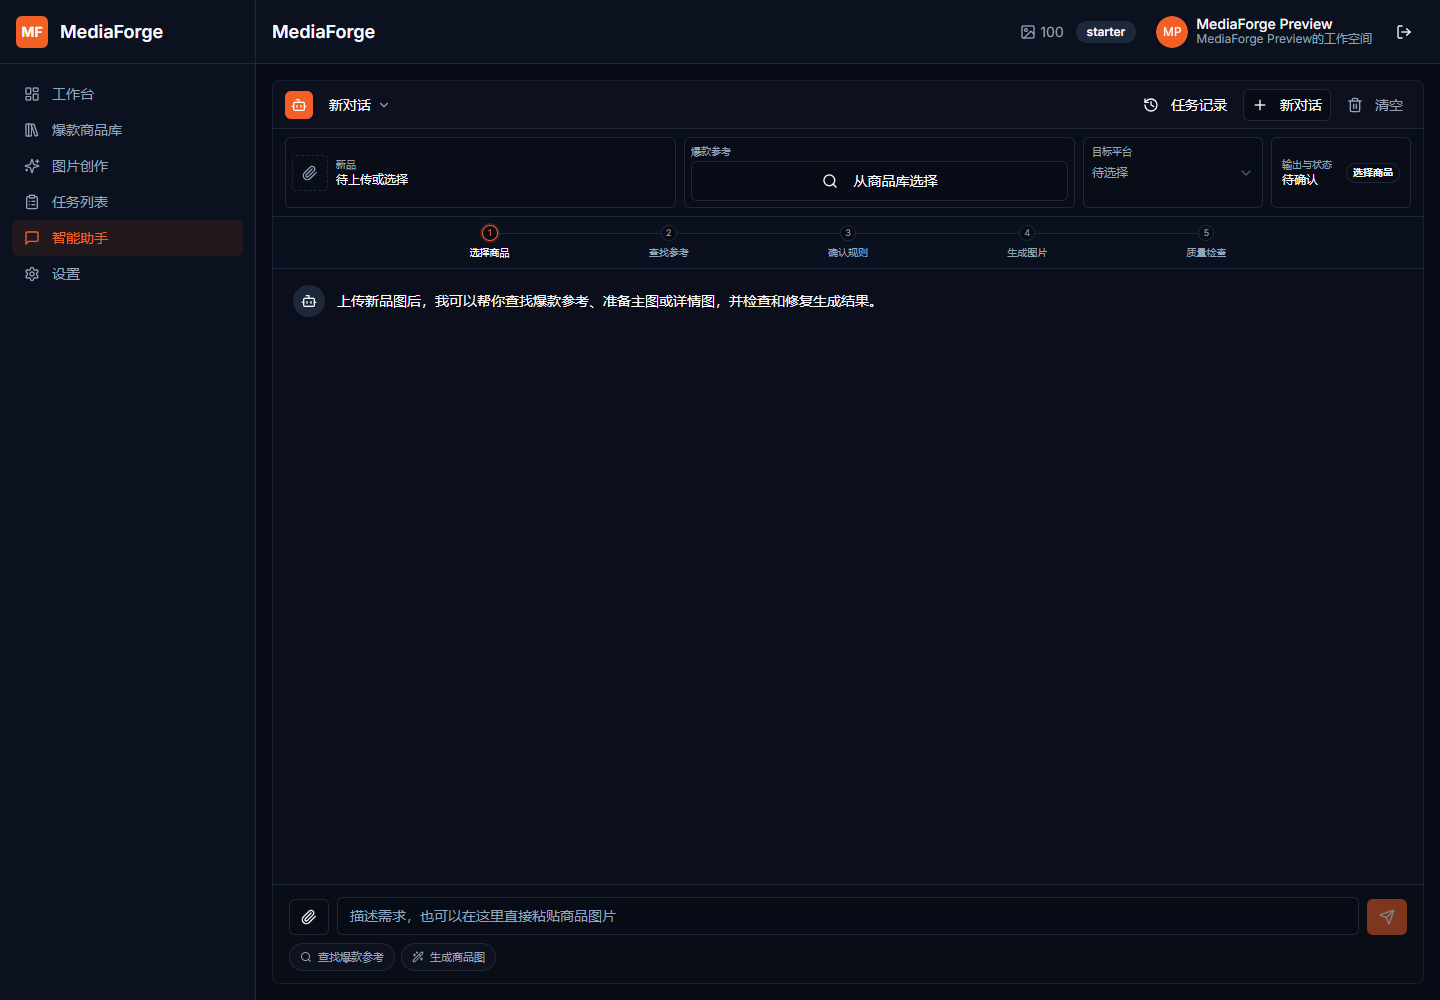 MF MediaForge
工作台
爆款商品库
图片创作
任务列表
智能助手
设置
MediaForge
100
starter
MP
MediaForge Preview
MediaForge Preview的工作空间
新对话
任务记录
新对话
清空
新品
待上传或选择
爆款参考
从商品库选择
目标平台
待选择
输出与状态
待确认
选择商品
1
选择商品
2
查找参考
3
确认规则
4
生成图片
5
质量检查
上传新品图后，我可以帮你查找爆款参考、准备主图或详情图，并检查和修复生成结果。
描述需求，也可以在这里直接粘贴商品图片
查找爆款参考
生成商品图